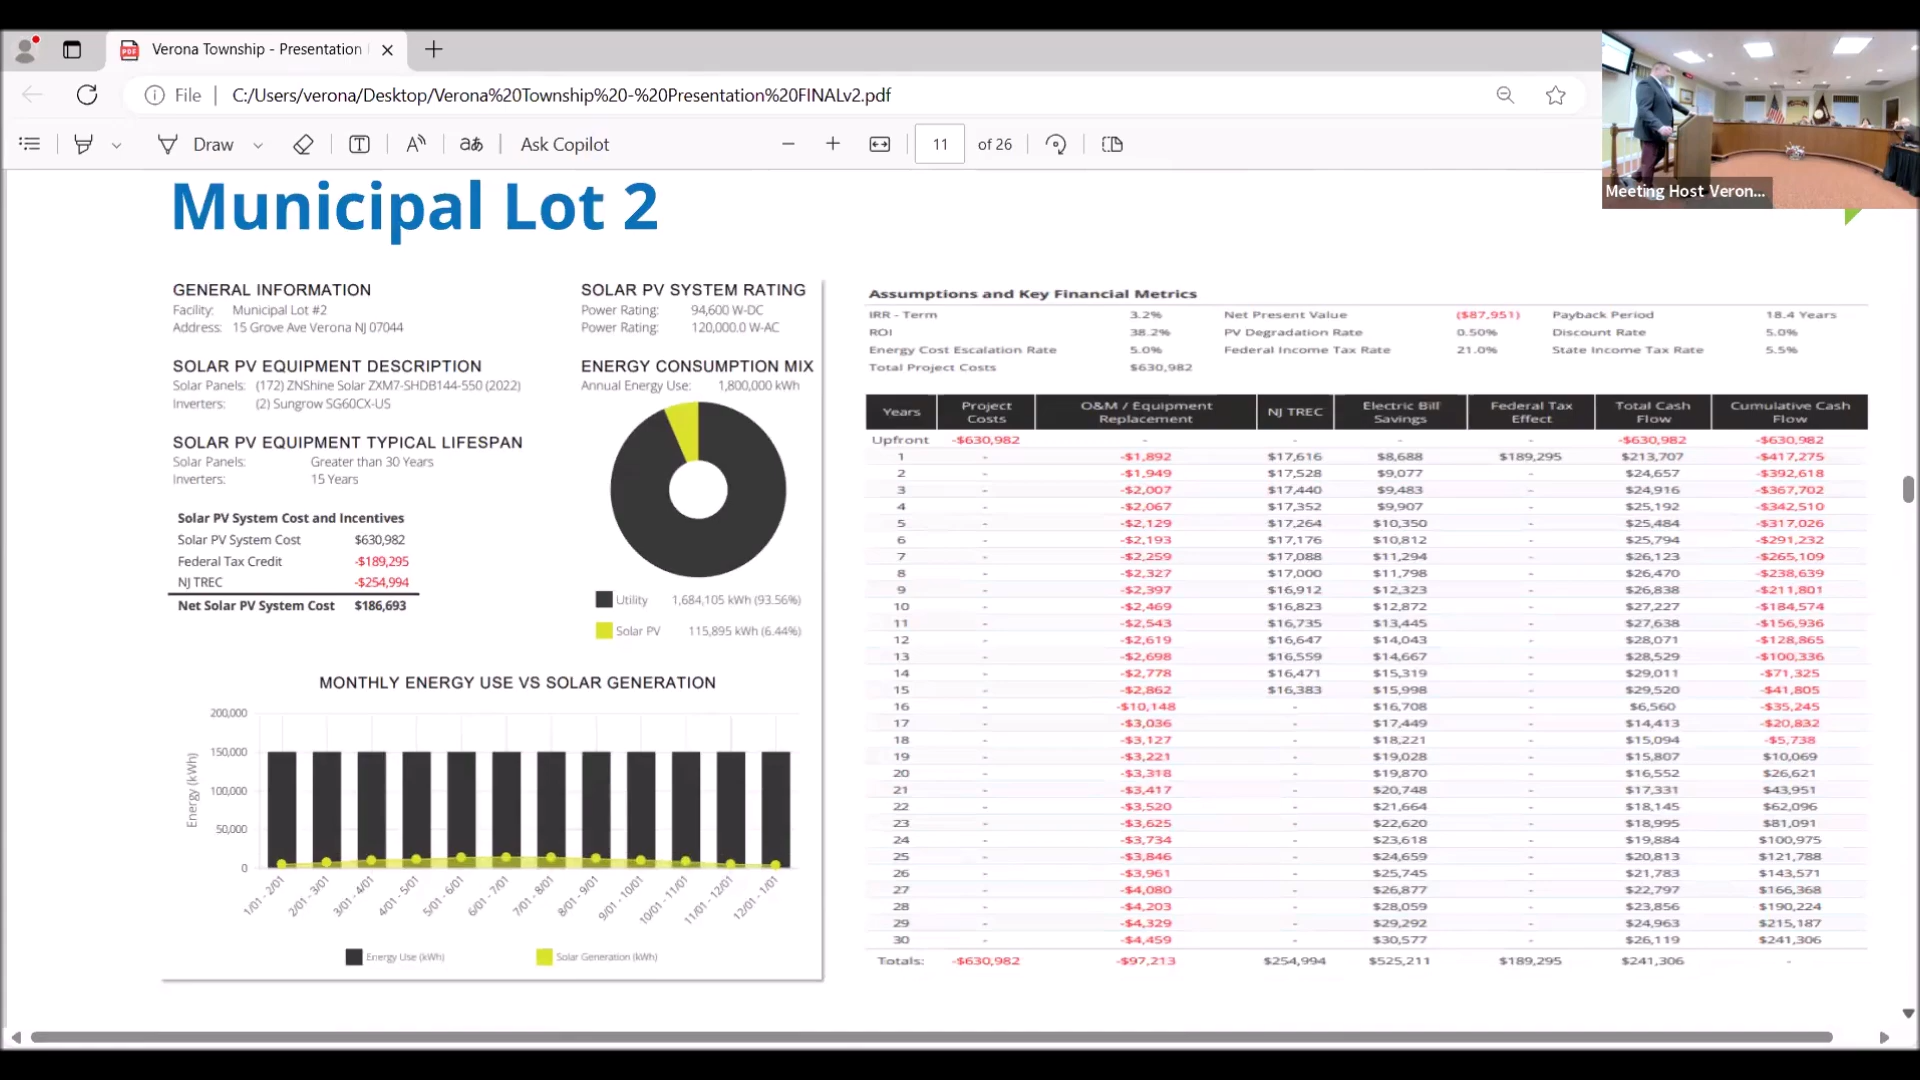 Verona Township - Presentation
File
C:/Users/verona/Desktop/Verona%20Township%20-%20Presentation%20FINALv2.pdf
Draw
Ask Copilot
11 of 26
Meeting Host Veron...
Municipal Lot 2
GENERAL INFORMATION
Facility: Municipal Lot #2
Address: 15 Grove Ave Verona NJ 07044
SOLAR PV EQUIPMENT DESCRIPTION
Solar Panels: (172) ZNShine Solar ZXM7-SHDB144-550 (2022)
Inverters: (2) Sungrow SG60CX-US
SOLAR PV EQUIPMENT TYPICAL LIFESPAN
Solar Panels: Greater than 30 Years
Inverters: 15 Years
Solar PV System Cost and Incentives
Solar PV System Cost $630,982
Federal Tax Credit -$189,295
NJ TREC -$254,994
Net Solar PV System Cost $186,693
SOLAR PV SYSTEM RATING
Power Rating: 94,600 W-DC
Power Rating: 120,000.0 W-AC
ENERGY CONSUMPTION MIX
Annual Energy Use: 1,800,000 kWh
Utility 1,684,105 kWh (93.56%)
Solar PV 115,895 kWh (6.44%)
MONTHLY ENERGY USE VS SOLAR GENERATION
Energy (kWh)
200,000
150,000
100,000
50,000
0
1/01 - 2/01 2/01 - 3/01 3/01 - 4/01 4/01 - 5/01 5/01 - 6/01 6/01 - 7/01 7/01 - 8/01 8/01 - 9/01 9/01 - 10/01 10/01 - 11/01 11/01 - 12/01 12/01 - 1/01
Energy Use (kWh) Solar Generation (kWh)
Assumptions and Key Financial Metrics
IRR - Term 3.2% Net Present Value ($87,951) Payback Period 18.4 Years
ROI 38.2% PV Degradation Rate 0.50% Discount Rate 5.0%
Energy Cost Escalation Rate 5.0% Federal Income Tax Rate 21.0% State Income Tax Rate 5.5%
Total Project Costs $630,982
Years Project Costs O&M / Equipment Replacement NJ TREC Electric Bill Savings Federal Tax Effect Total Cash Flow Cumulative Cash Flow
Upfront -$630,982 - - - - -$630,982 -$630,982
1 - -$1,892 $17,616 $8,688 $189,295 $213,707 -$417,275
2 - -$1,949 $17,528 $9,077 - $24,657 -$392,618
3 - -$2,007 $17,440 $9,483 - $24,916 -$367,702
4 - -$2,067 $17,352 $9,907 - $25,192 -$342,510
5 - -$2,129 $17,264 $10,350 - $25,484 -$317,026
6 - -$2,193 $17,176 $10,812 - $25,794 -$291,232
7 - -$2,259 $17,088 $11,294 - $26,123 -$265,109
8 - -$2,327 $17,000 $11,798 - $26,470 -$238,639
9 - -$2,397 $16,912 $12,323 - $26,838 -$211,801
10 - -$2,469 $16,823 $12,872 - $27,227 -$184,574
11 - -$2,543 $16,735 $13,445 - $27,638 -$156,936
12 - -$2,619 $16,647 $14,043 - $28,071 -$128,865
13 - -$2,698 $16,559 $14,667 - $28,529 -$100,336
14 - -$2,778 $16,471 $15,319 - $29,011 -$71,325
15 - -$2,862 $16,383 $15,998 - $29,520 -$41,805
16 - -$10,148 - $16,708 - $6,560 -$35,245
17 - -$3,036 - $17,449 - $14,413 -$20,832
18 - -$3,127 - $18,221 - $15,094 -$5,738
19 - -$3,221 - $19,028 - $15,807 $10,069
20 - -$3,318 - $19,870 - $16,552 $26,621
21 - -$3,417 - $20,748 - $17,331 $43,951
22 - -$3,520 - $21,664 - $18,145 $62,096
23 - -$3,625 - $22,620 - $18,995 $81,091
24 - -$3,734 - $23,618 - $19,884 $100,975
25 - -$3,846 - $24,659 - $20,813 $121,788
26 - -$3,961 - $25,745 - $21,783 $143,571
27 - -$4,080 - $26,877 - $22,797 $166,368
28 - -$4,203 - $28,059 - $23,856 $190,224
29 - -$4,329 - $29,292 - $24,963 $215,187
30 - -$4,459 - $30,577 - $26,119 $241,306
Totals: -$630,982 -$97,213 $254,994 $525,211 $189,295 $241,306 -